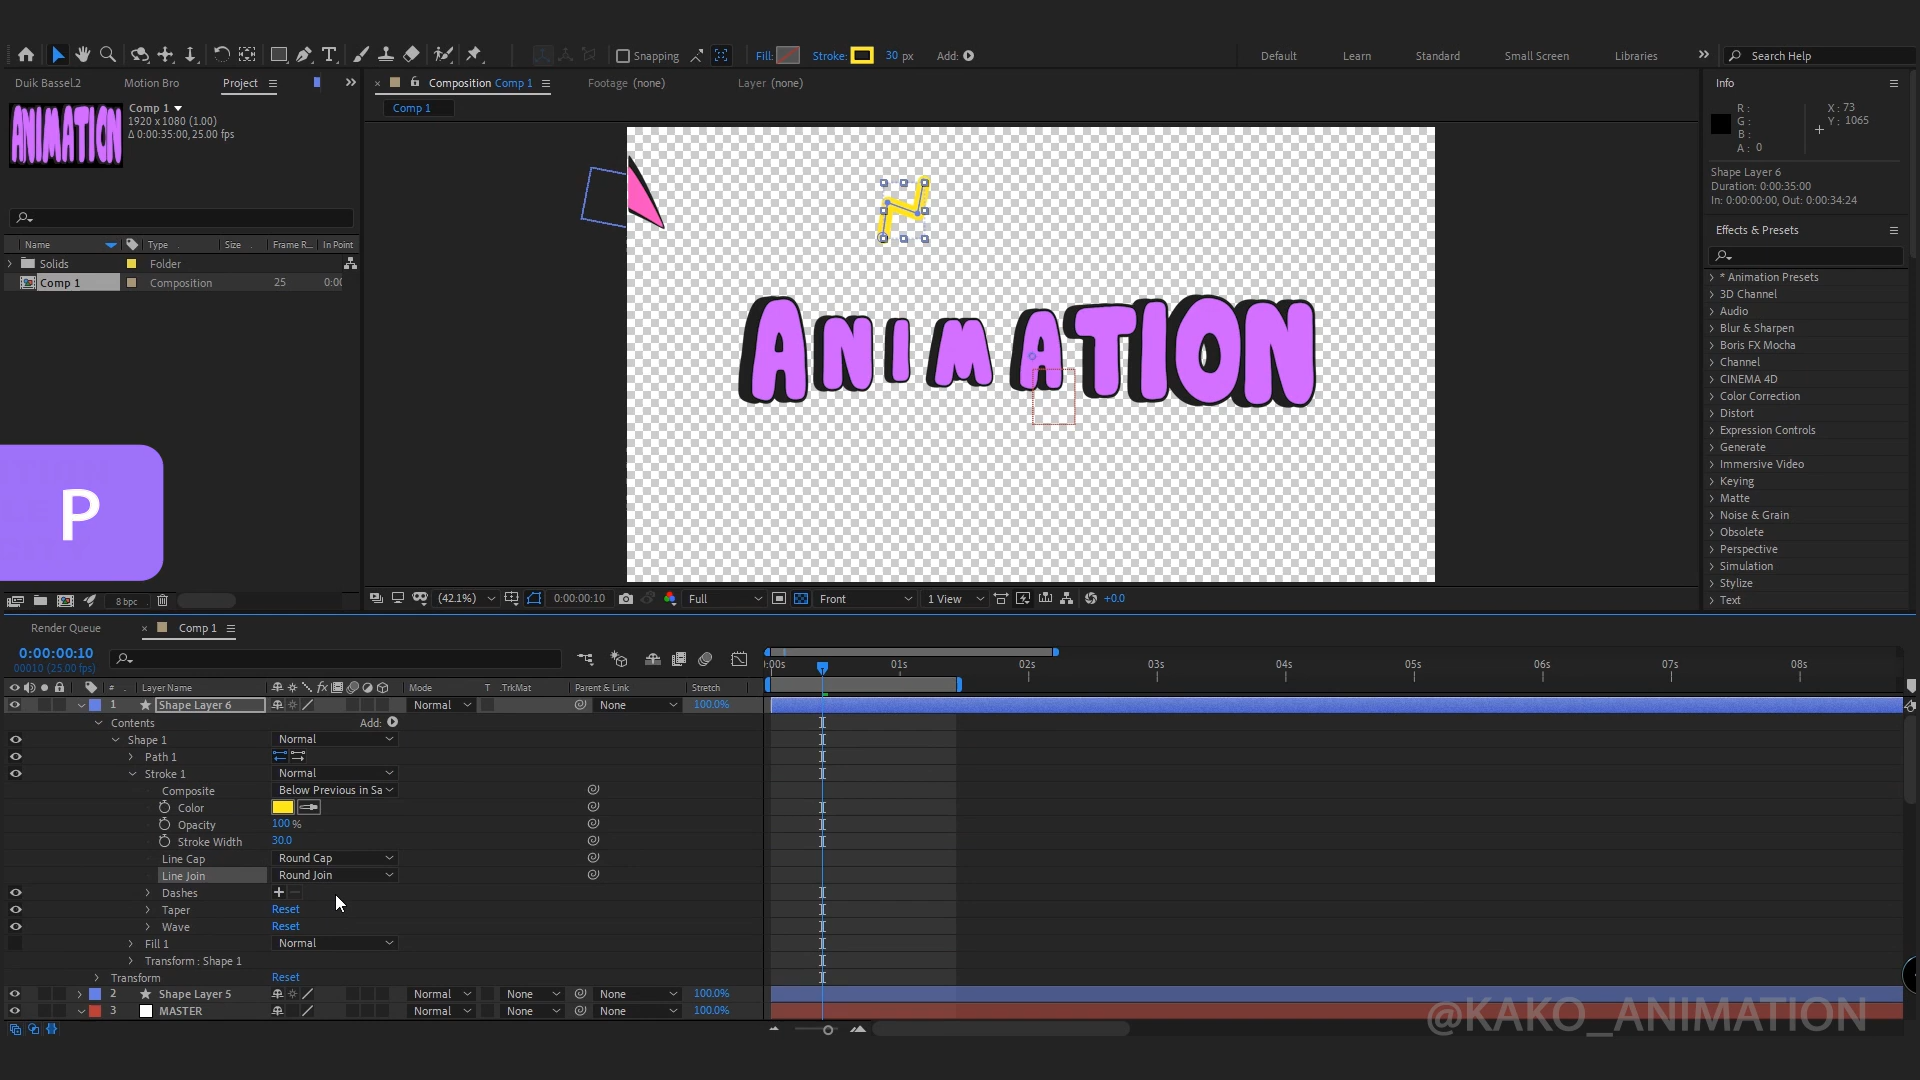 Snapping
Fill:
Stroke:
30 px
Add:
Default
Learn
Standard
Small Screen
Libraries
Search Help
Duik Bassel.2
Motion Bro
Project
Composition Comp 1
Footage (none)
Layer (none)
Info
Comp 1
1920 x 1080 (1.00)
Δ 0:00:35:00, 25.00 fps
Comp 1
R :
G :
B :
A : 0
X : 73
Y : 1065
ANIMATION
Shape Layer 6
Duration: 0:00:35:00
In: 0:00:00:00, Out: 0:00:34:24
Effects & Presets
Name
Type
Size
Frame R...
In Point
Solids
Folder
Comp 1
Composition
25
0:00
* Animation Presets
3D Channel
Audio
Blur & Sharpen
Boris FX Mocha
Channel
CINEMA 4D
Color Correction
Distort
Expression Controls
Generate
Immersive Video
Keying
Matte
Noise & Grain
Obsolete
Perspective
Simulation
Stylize
Text
ANIMATION
P
8 bpc
(42.1%)
0:00:00:10
Full
Front
1 View
+0.0
Render Queue
Comp 1
0:00:00:10
00010 (25.00 fps)
:00s
01s
02s
03s
04s
05s
06s
07s
08s
#
Layer Name
Mode
T
.TrkMat
Parent & Link
Stretch
1
Shape Layer 6
Normal
None
100.0%
Contents
Add:
Shape 1
Normal
Path 1
Stroke 1
Normal
Composite
Below Previous in Sa
Color
Opacity
100 %
Stroke Width
30.0
Line Cap
Round Cap
Line Join
Round Join
Dashes
Taper
Reset
Wave
Reset
Fill 1
Normal
Transform : Shape 1
Transform
Reset
2
Shape Layer 5
Normal
None
None
100.0%
3
MASTER
Normal
None
None
100.0%
@KAKO_ANIMATION